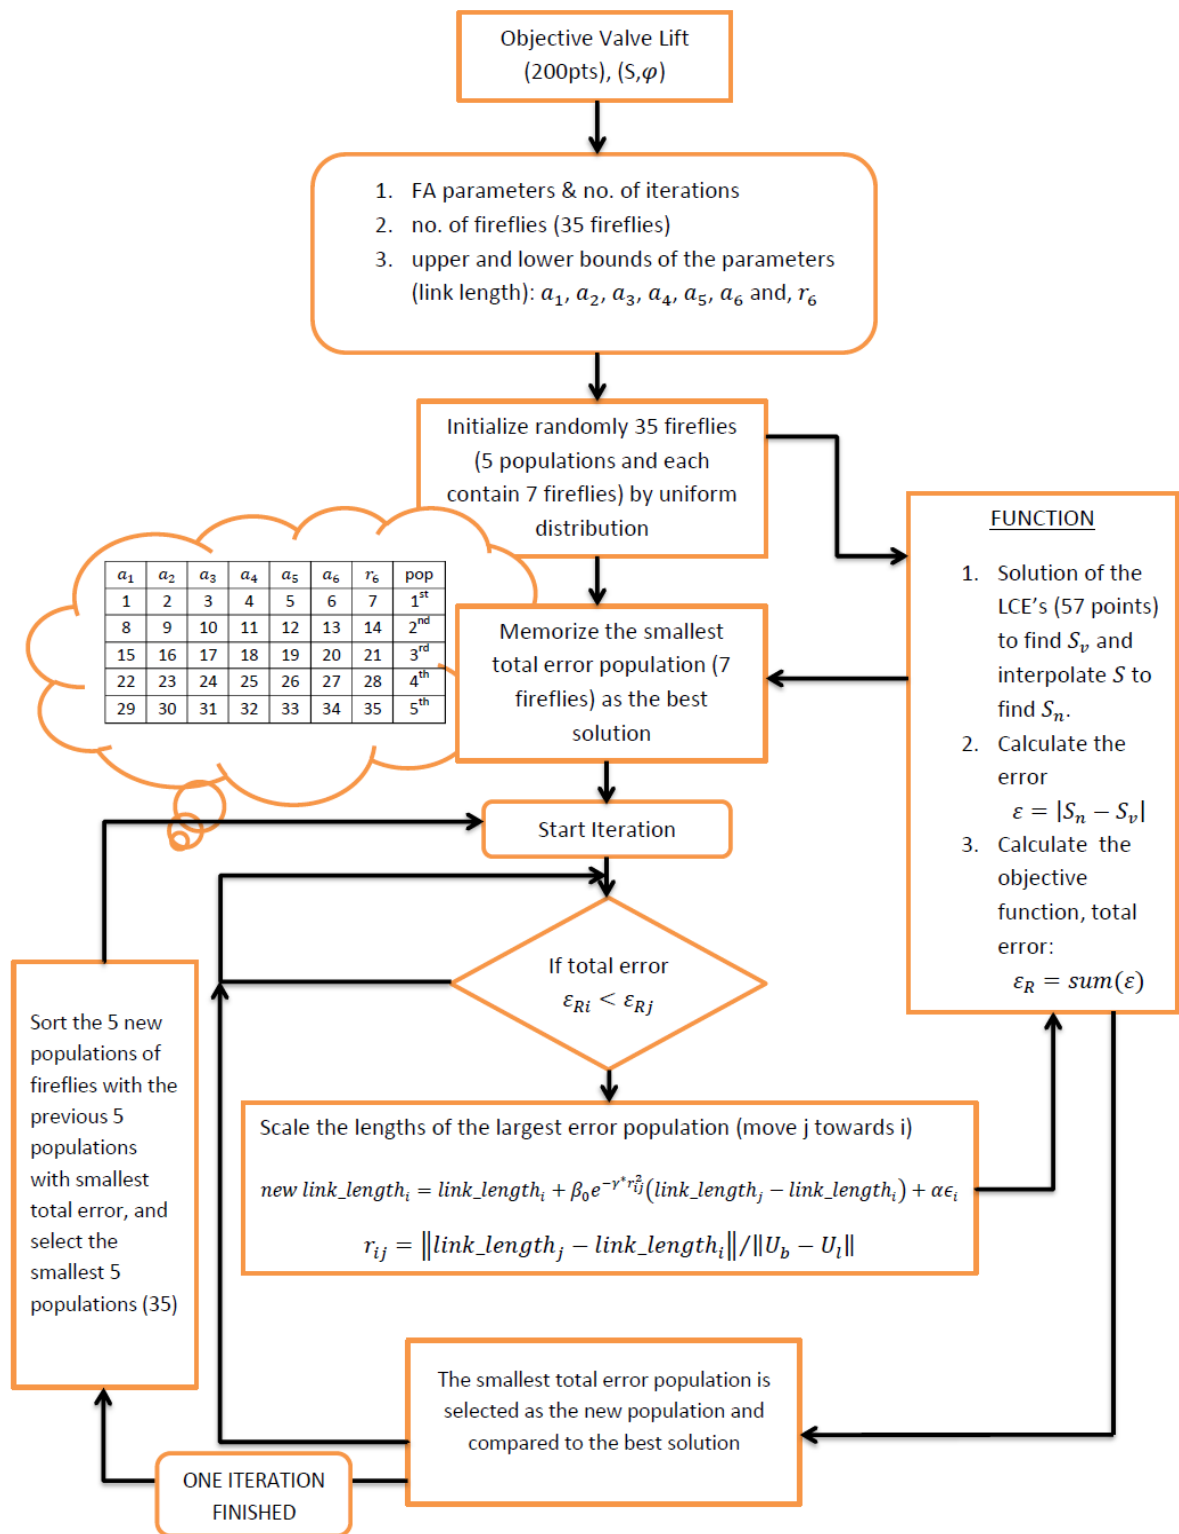 Objective Valve Lift
(200pts), (S,φ)
1. FA parameters & no. of iterations
2. no. of fireflies (35 fireflies)
3. upper and lower bounds of the parameters
(link length): a₁, a₂, a₃, a₄, a₅, a₆ and, r₆
Initialize randomly 35 fireflies
(5 populations and each
contain 7 fireflies) by uniform
distribution
a₁ a₂ a₃ a₄ a₅ a₆ r₆ pop
1 2 3 4 5 6 7 1st
8 9 10 11 12 13 14 2nd
15 16 17 18 19 20 21 3rd
22 23 24 25 26 27 28 4th
29 30 31 32 33 34 35 5th
Memorize the smallest
total error population (7
fireflies) as the best
solution
FUNCTION
1. Solution of the
LCE's (57 points)
to find Sᵥ and
interpolate S to
find Sₙ.
2. Calculate the
error
ε = |Sₙ − Sᵥ|
3. Calculate the
objective
function, total
error:
ε_R = sum(ε)
Start Iteration
If total error
ε_Ri < ε_Rj
Scale the lengths of the largest error population (move j towards i)
new link_lengthᵢ = link_lengthᵢ + β₀e^(−γ*r²ᵢⱼ)(link_lengthⱼ − link_lengthᵢ) + αϵᵢ
rᵢⱼ = ‖link_lengthⱼ − link_lengthᵢ‖/‖U_b − U_l‖
Sort the 5 new
populations of
fireflies with the
previous 5
populations
with smallest
total error, and
select the
smallest 5
populations (35)
The smallest total error population is
selected as the new population and
compared to the best solution
ONE ITERATION
FINISHED